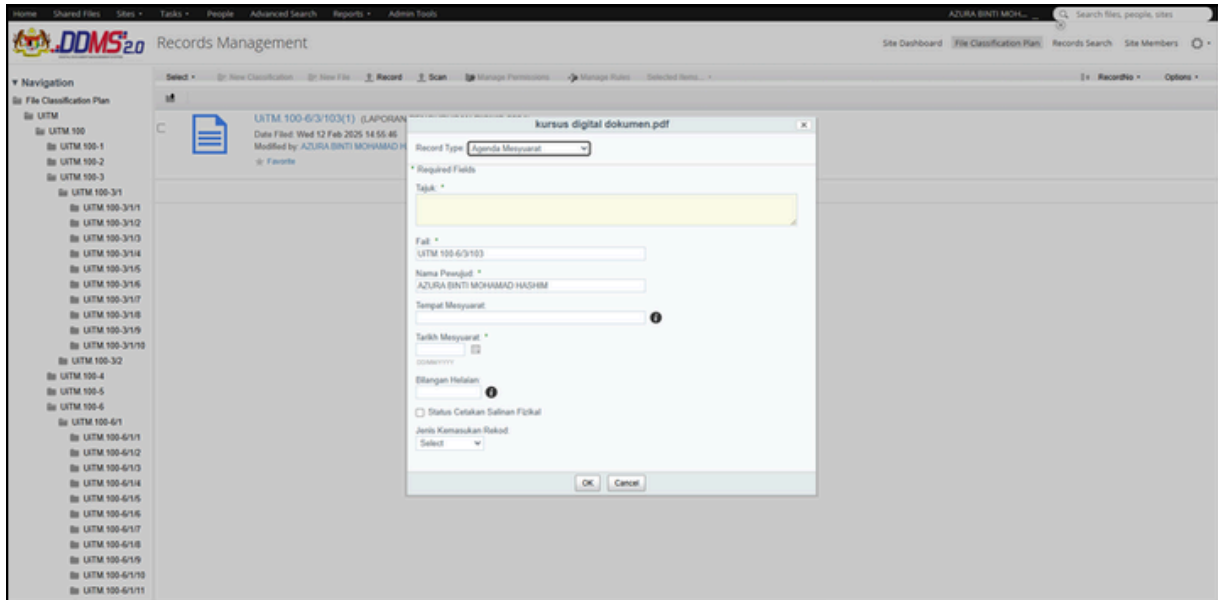 Home Shared Files Sites Tasks People Advanced Search Reports Admin Tools AZURA BINTI MOH... Search files, people, sites
DDMS 2.0 Records Management Site Dashboard File Classification Plan Records Search Site Members
Navigation Select New Classification New File Record Scan Manage Permissions Manage Rules Selected items... RecordNo Options
File Classification Plan
UiTM
UiTM.100
UiTM.100-1
UiTM.100-2
UiTM.100-3
UiTM.100-3/1
UiTM.100-3/1/1
UiTM.100-3/1/2
UiTM.100-3/1/3
UiTM.100-3/1/4
UiTM.100-3/1/5
UiTM.100-3/1/6
UiTM.100-3/1/7
UiTM.100-3/1/8
UiTM.100-3/1/9
UiTM.100-3/1/10
UiTM.100-3/2
UiTM.100-4
UiTM.100-5
UiTM.100-6
UiTM.100-6/1
UiTM.100-6/1/1
UiTM.100-6/1/2
UiTM.100-6/1/3
UiTM.100-6/1/4
UiTM.100-6/1/5
UiTM.100-6/1/6
UiTM.100-6/1/7
UiTM.100-6/1/8
UiTM.100-6/1/9
UiTM.100-6/1/10
UiTM.100-6/1/11
UiTM.100-6/3/103(1) (LAPORAN
Date Filed: Wed 12 Feb 2025 14:55:46
Modified by: AZURA BINTI MOHAMAD H
Favorite
kursus digital dokumen.pdf
Record Type: Agenda Mesyuarat
* Required Fields
Tajuk: *
Fail: *
UiTM.100-6/3/103
Nama Pewujud: *
AZURA BINTI MOHAMAD HASHIM
Tempat Mesyuarat:
Tarikh Mesyuarat: *
DD/MM/YYYY
Bilangan Helaian:
Status Cetakan Salinan Fizikal:
Jenis Kemasukan Rekod:
Select
OK Cancel